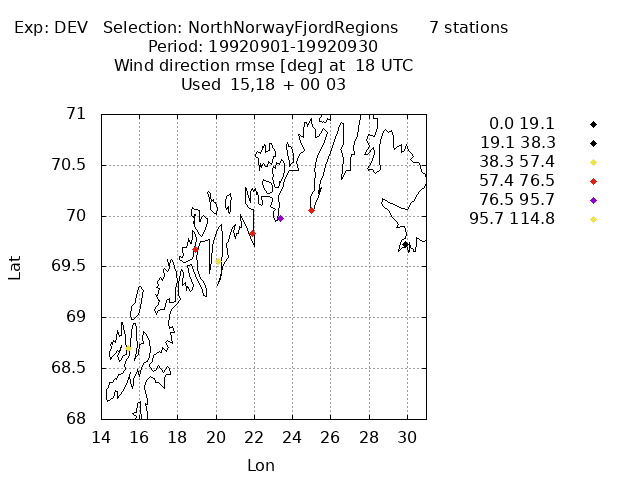 Exp: DEV   Selection: NorthNorwayFjordRegions      7 stations
Period: 19920901-19920930
Wind direction rmse [deg] at  18 UTC
Used  15,18 + 00 03
0.0 19.1
19.1 38.3
38.3 57.4
57.4 76.5
76.5 95.7
95.7 114.8
71
70.5
70
69.5
69
68.5
68
Lat
14 16 18 20 22 24 26 28 30
Lon